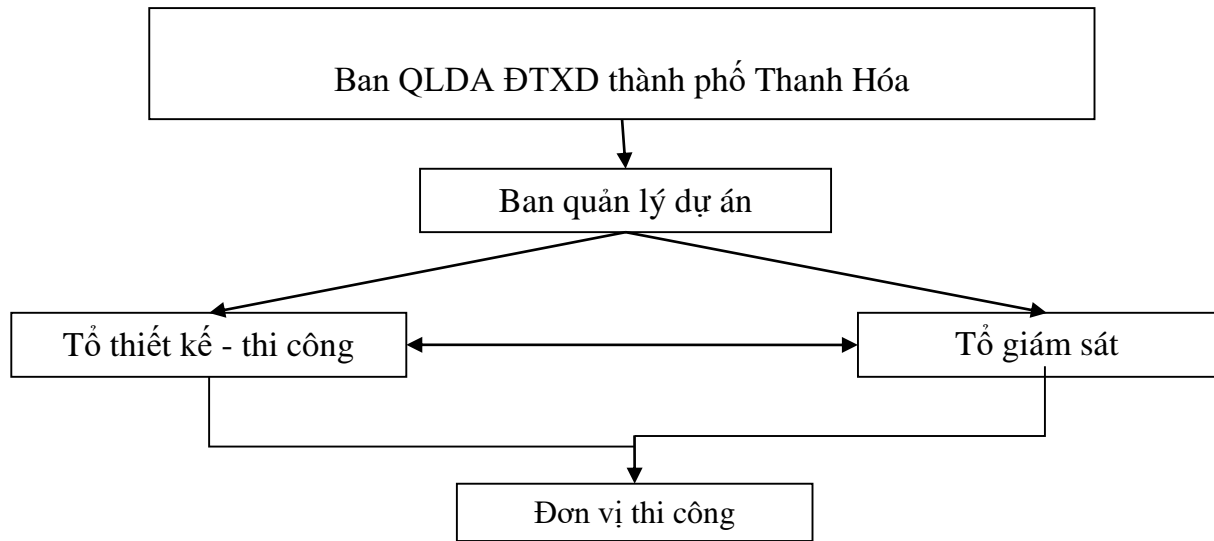 Ban QLDA ĐTXD thành phố Thanh Hóa
Ban quản lý dự án
Tổ thiết kế - thi công
Tổ giám sát
Đơn vị thi công